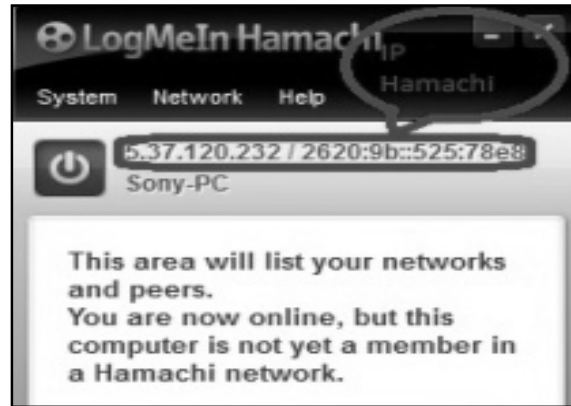 LogMeIn Hamachi
IP
Hamachi
System Network Help
5.37.120.232 / 2620:9b::525:78e8
Sony-PC
This area will list your networks
and peers.
You are now online, but this
computer is not yet a member in
a Hamachi network.